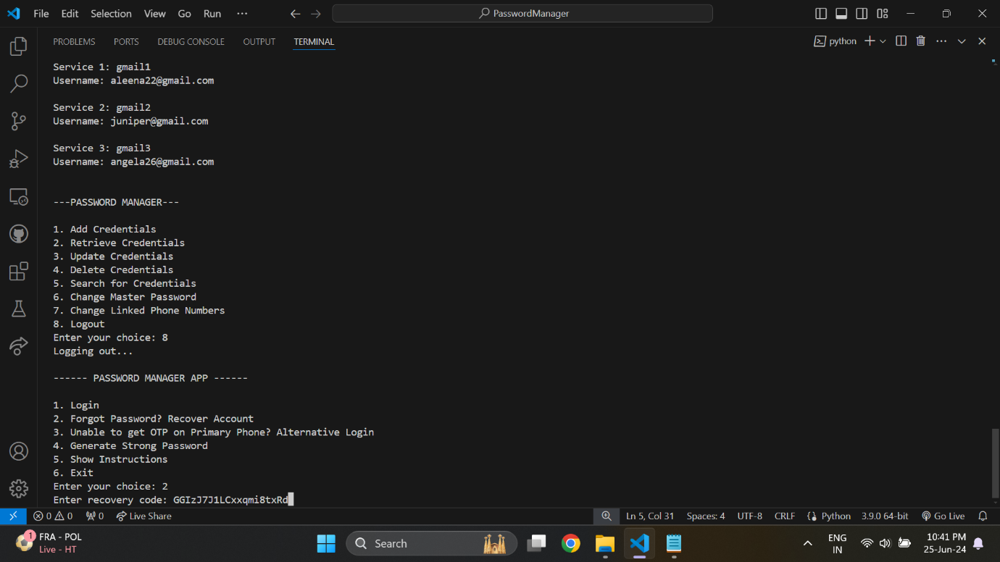 File Edit Selection View Go Run ···
PasswordManager
PROBLEMS PORTS DEBUG CONSOLE OUTPUT TERMINAL
python
Service 1: gmail1
Username: aleena22@gmail.com
Service 2: gmail2
Username: juniper@gmail.com
Service 3: gmail3
Username: angela26@gmail.com
---PASSWORD MANAGER---
1. Add Credentials
2. Retrieve Credentials
3. Update Credentials
4. Delete Credentials
5. Search for Credentials
6. Change Master Password
7. Change Linked Phone Numbers
8. Logout
Enter your choice: 8
Logging out...
------ PASSWORD MANAGER APP ------
1. Login
2. Forgot Password? Recover Account
3. Unable to get OTP on Primary Phone? Alternative Login
4. Generate Strong Password
5. Show Instructions
6. Exit
Enter your choice: 2
Enter recovery code: GGIzJ7J1LCxxqmi8txRd
0 0 0 Live Share
Ln 5, Col 31 Spaces: 4 UTF-8 CRLF Python 3.9.0 64-bit Go Live
1
FRA - POL
Live - HT
Search
ENG
IN
10:41 PM
25-Jun-24